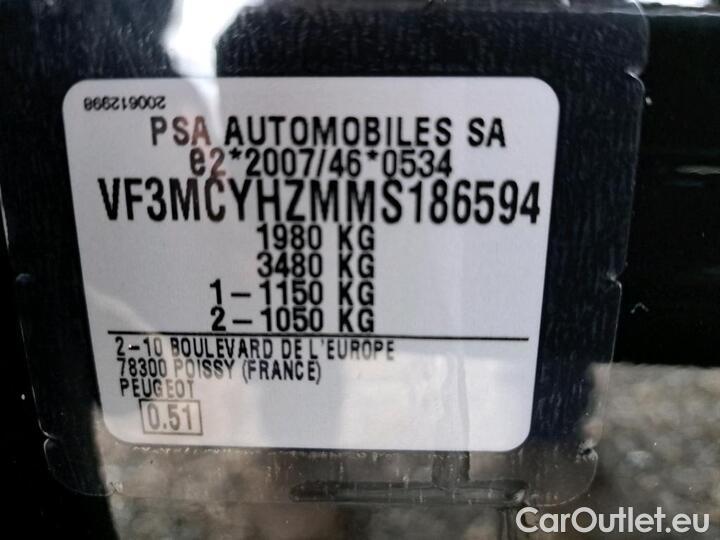 200612998
PSA AUTOMOBILES SA
e2*2007/46*0534
VF3MCYHZMMS186594
1980 KG
3480 KG
1-1150 KG
2-1050 KG
2-10 BOULEVARD DE L'EUROPE
78300 POISSY (FRANCE)
PEUGEOT
0.51
CarOutlet.eu